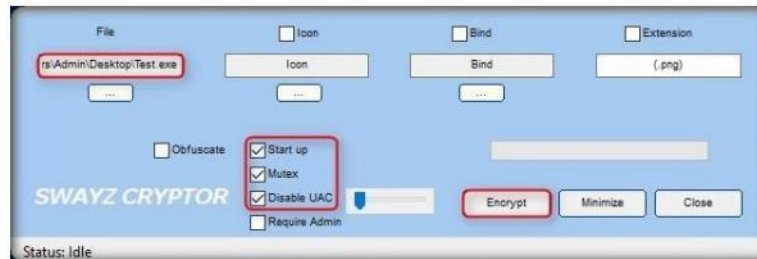 File Icon Bind Extension
rs\Admin\Desktop\Test.exe Icon Bind (.png)
... ... ...
Obfuscate Start up
Mutex
SWAYZ CRYPTOR Disable UAC Encrypt Minimize Close
Require Admin
Status: Idle